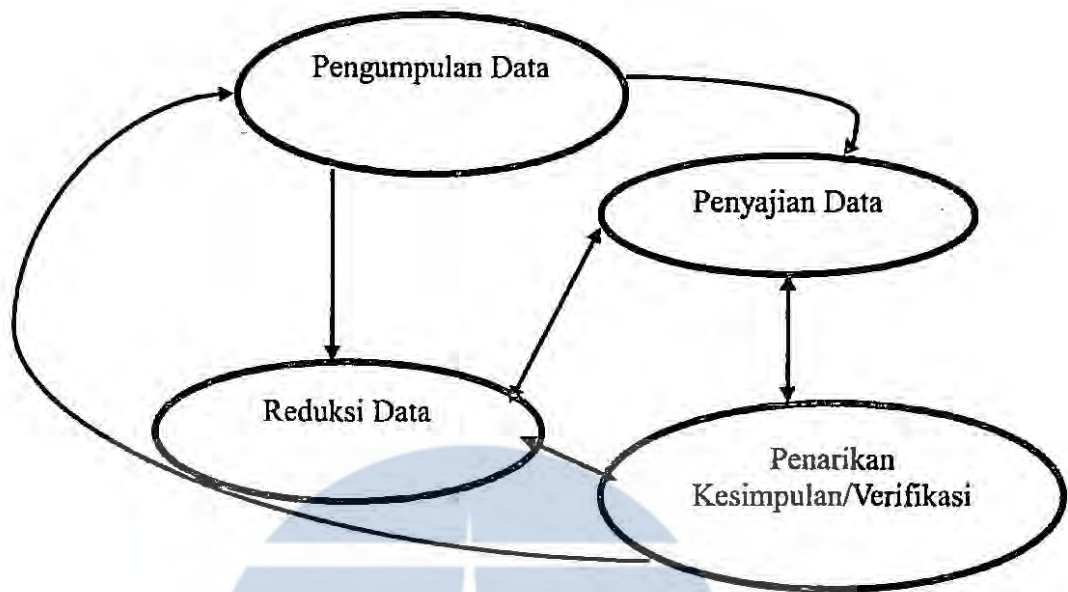 Pengumpulan Data
Penyajian Data
Reduksi Data
Penarikan
Kesimpulan/Verifikasi